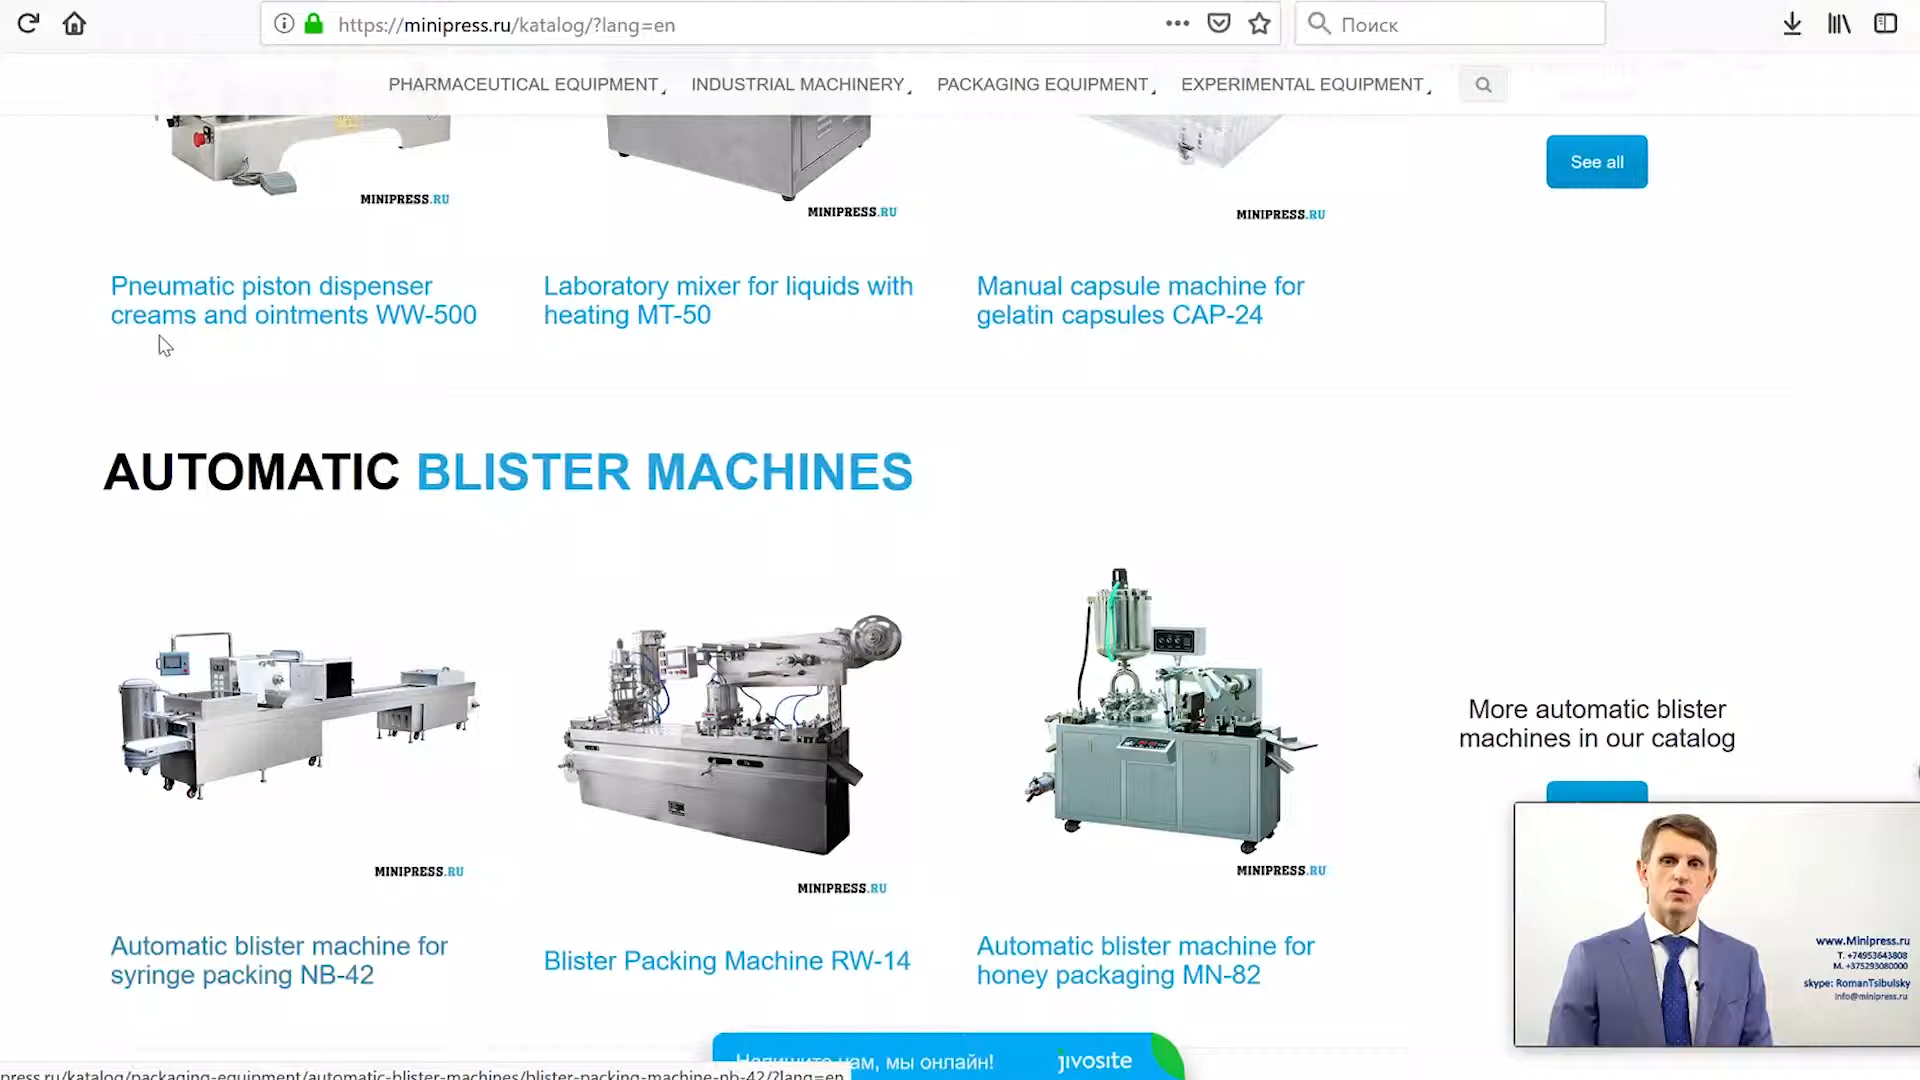 https://minipress.ru/katalog/?lang=en
Поиск
PHARMACEUTICAL EQUIPMENT
INDUSTRIAL MACHINERY
PACKAGING EQUIPMENT
EXPERIMENTAL EQUIPMENT
See all
MINIPRESS.RU
MINIPRESS.RU
MINIPRESS.RU
Pneumatic piston dispenser
creams and ointments WW-500
Laboratory mixer for liquids with
heating MT-50
Manual capsule machine for
gelatin capsules CAP-24
AUTOMATIC BLISTER MACHINES
More automatic blister
machines in our catalog
MINIPRESS.RU
MINIPRESS.RU
MINIPRESS.RU
Automatic blister machine for
syringe packing NB-42
Blister Packing Machine RW-14
Automatic blister machine for
honey packaging MN-82
www.Minipress.ru
T. +74953643808
M. +375293080000
skype: RomanTsibulsky
info@minipress.ru
Напишите нам, мы онлайн!
jivosite
press.ru/katalog/packaging-equipment/automatic-blister-machines/blister-packing-machine-nb-42/?lang=en